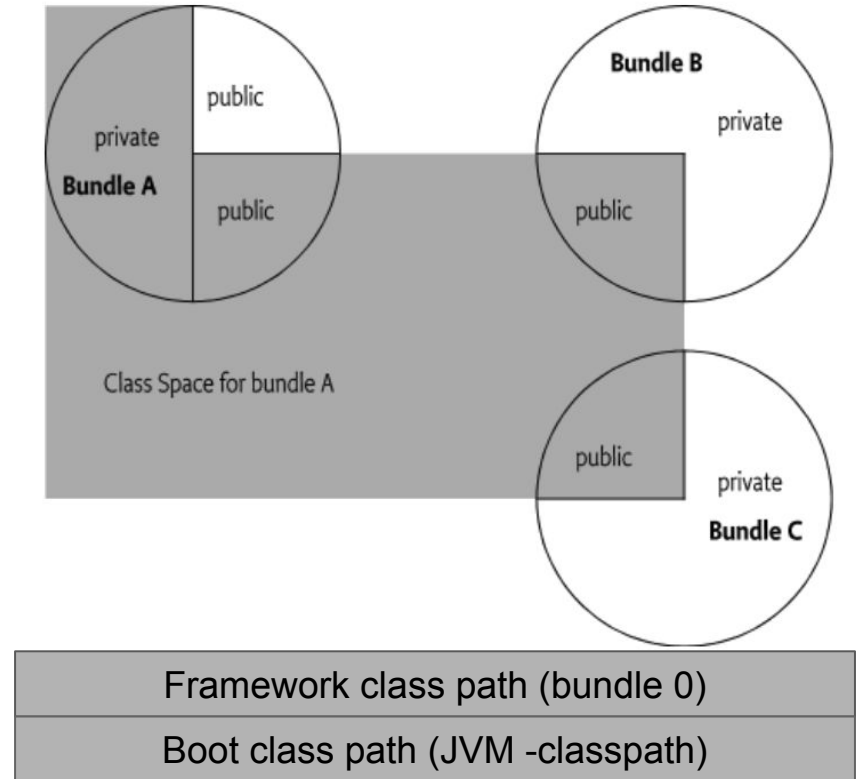 public
private
Bundle A
public
Bundle B
private
public
Class Space for bundle A
public
private
Bundle C
Framework class path (bundle 0)
Boot class path (JVM -classpath)